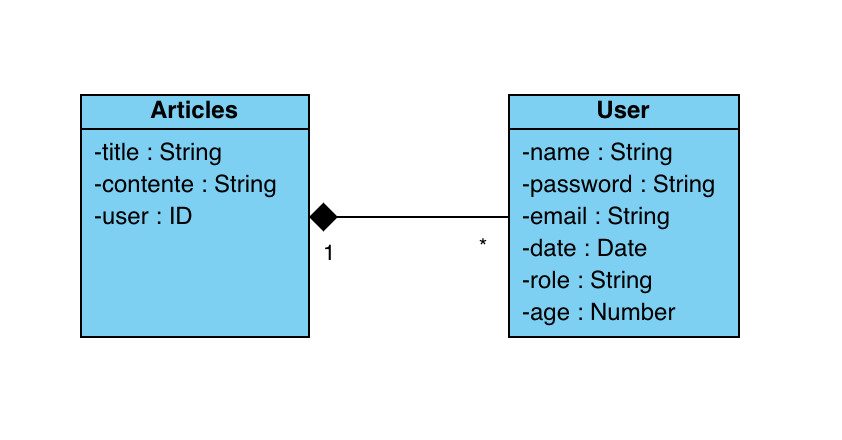 Articles
-title : String
-contente : String
-user : ID
1
*
User
-name : String
-password : String
-email : String
-date : Date
-role : String
-age : Number